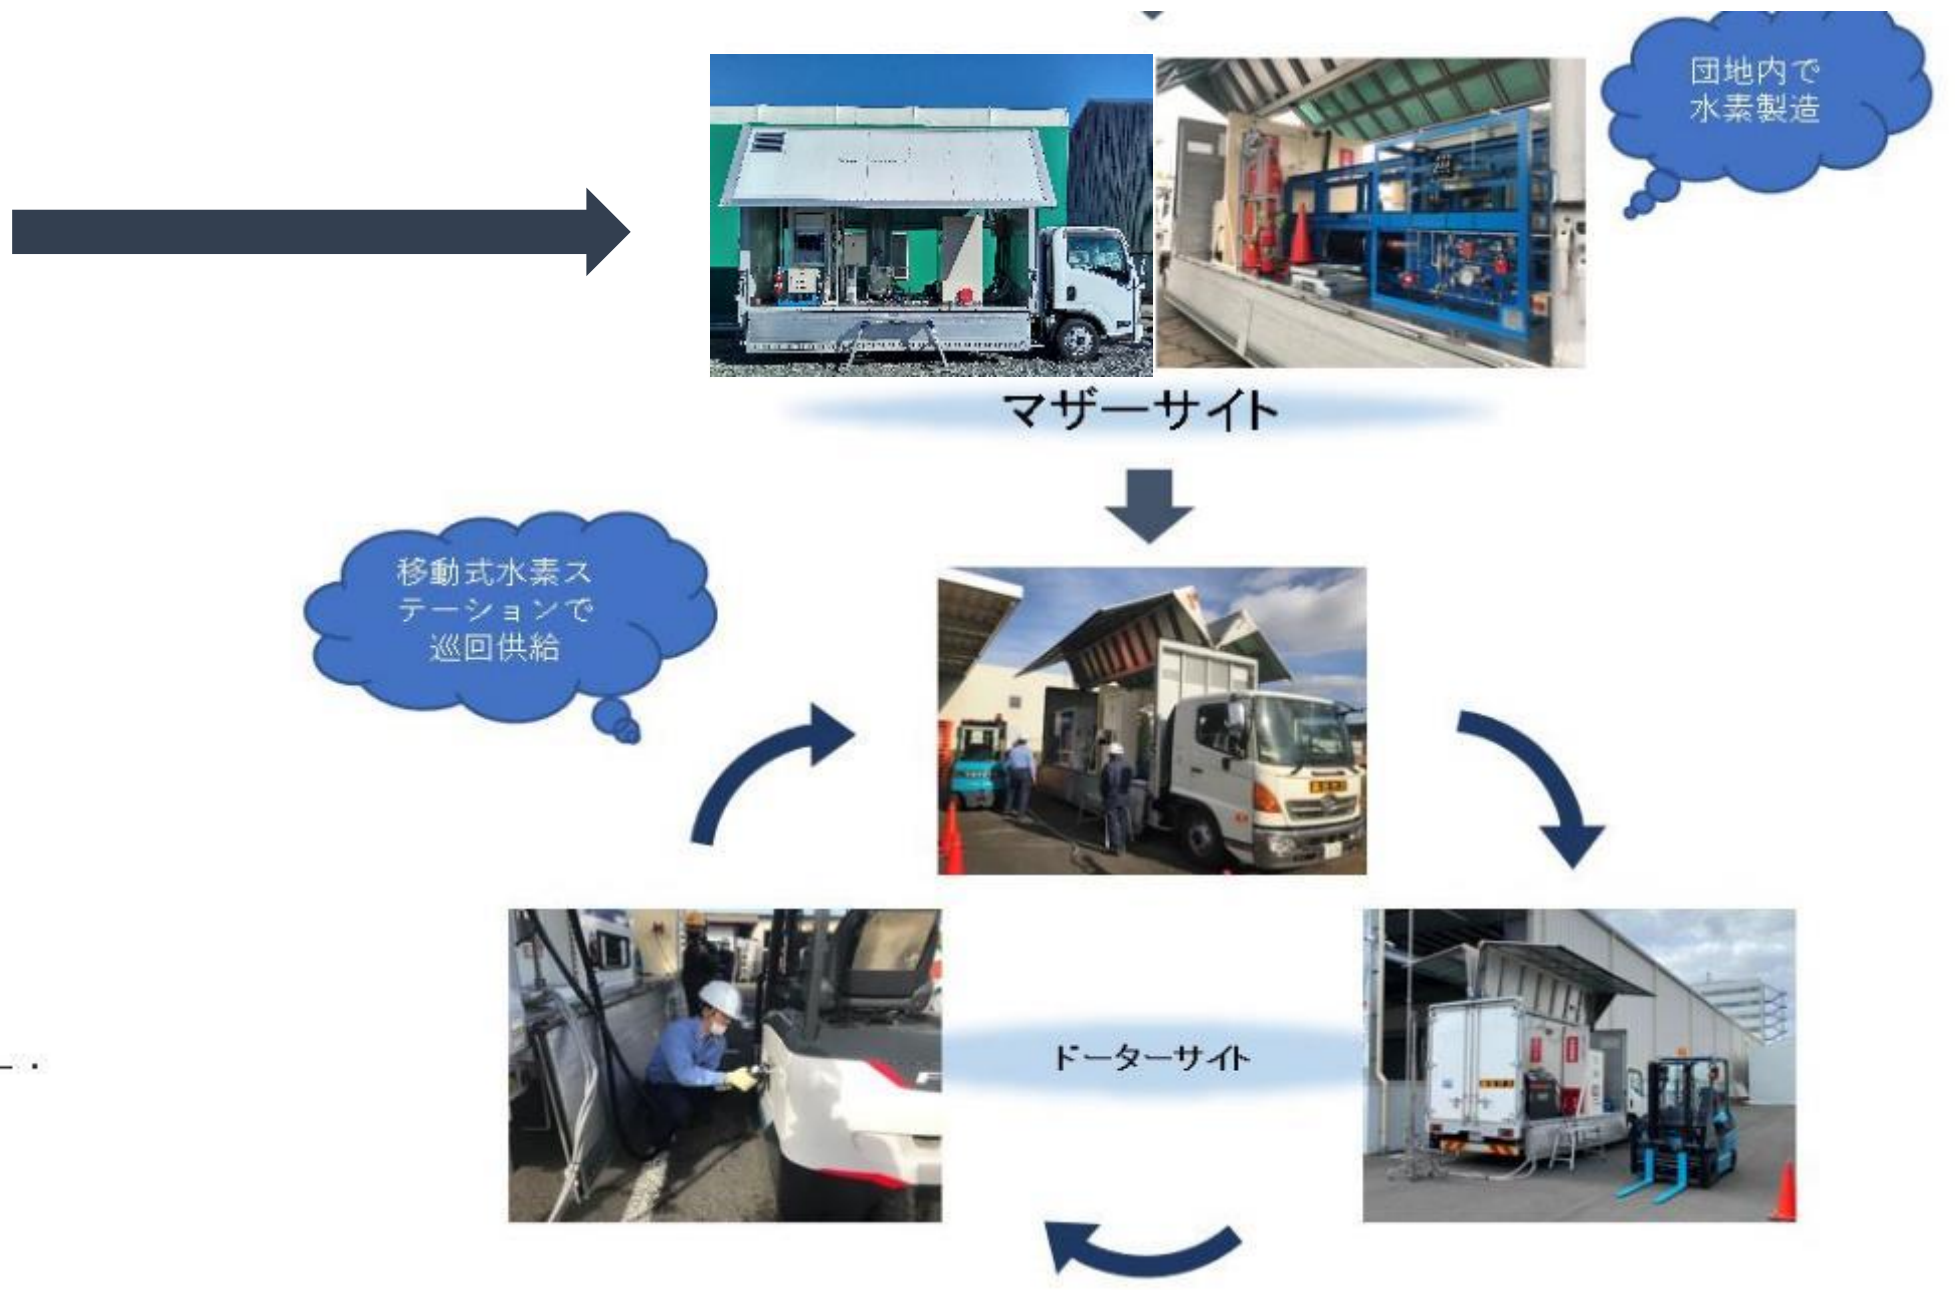 団地内で
水素製造
マザーサイト
移動式水素ス
テーションで
巡回供給
ドーターサイト